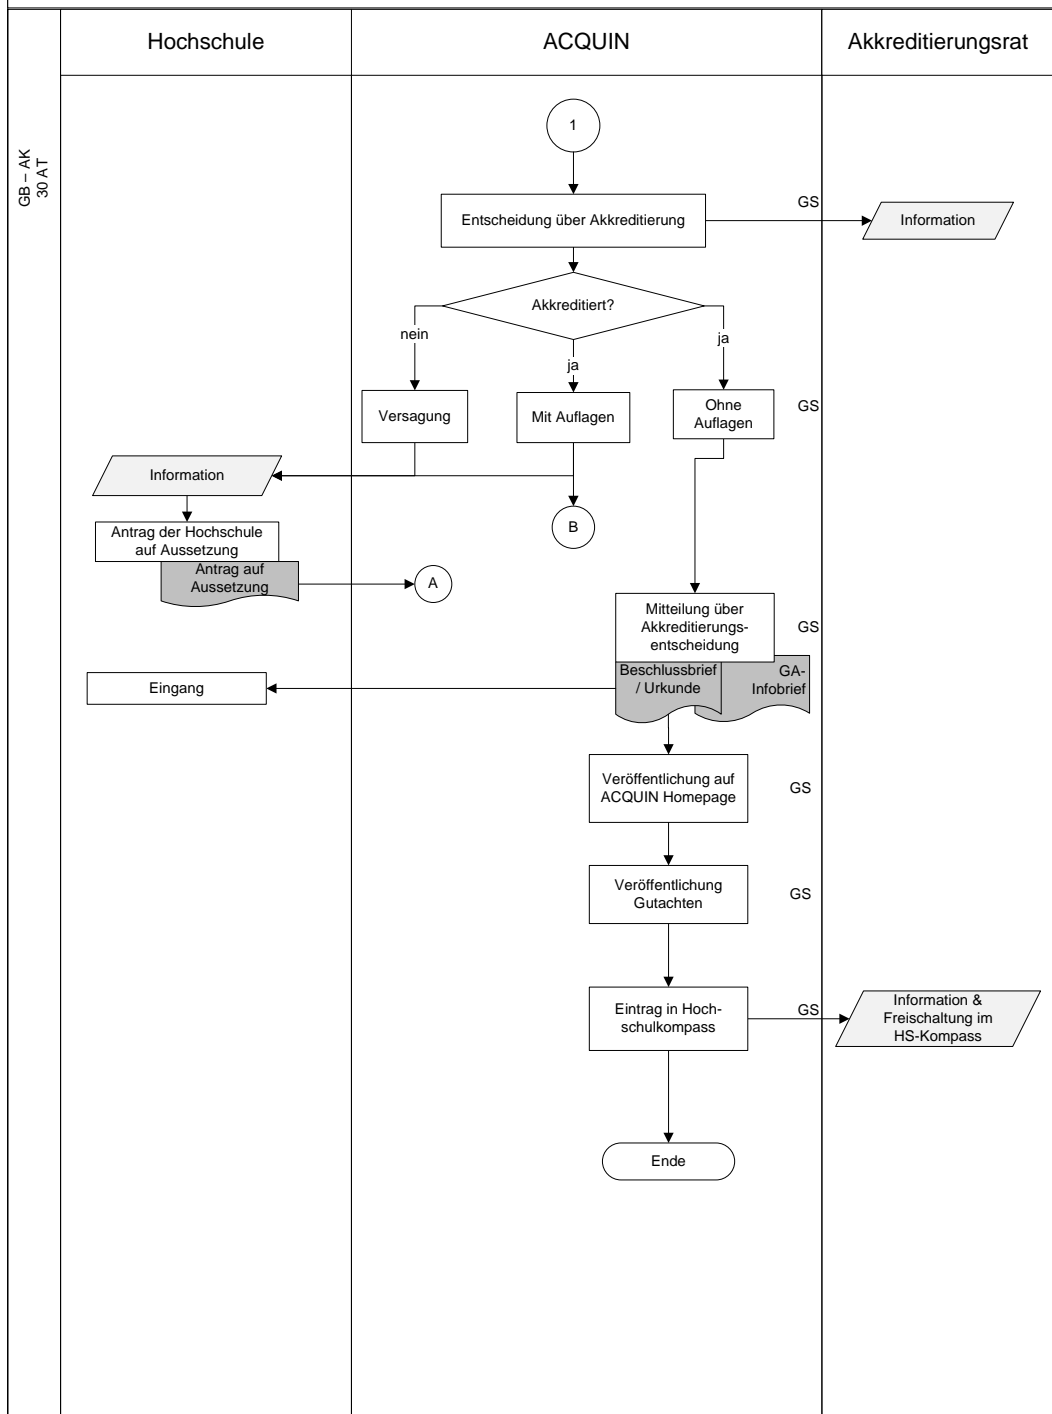 Hochschule
ACQUIN
Akkreditierungsrat
GB – AK
30 AT
1
Entscheidung über Akkreditierung
GS
Information
Akkreditiert?
nein
ja
ja
Versagung
Mit Auflagen
Ohne
Auflagen
GS
Information
B
Antrag der Hochschule
auf Aussetzung
Antrag auf
Aussetzung
A
Mitteilung über
Akkreditierungs-
entscheidung
GS
Beschlussbrief
/ Urkunde
GA-
Infobrief
Eingang
Veröffentlichung auf
ACQUIN Homepage
GS
Veröffentlichung
Gutachten
GS
Eintrag in Hoch-
schulkompass
GS
Information &
Freischaltung im
HS-Kompass
Ende